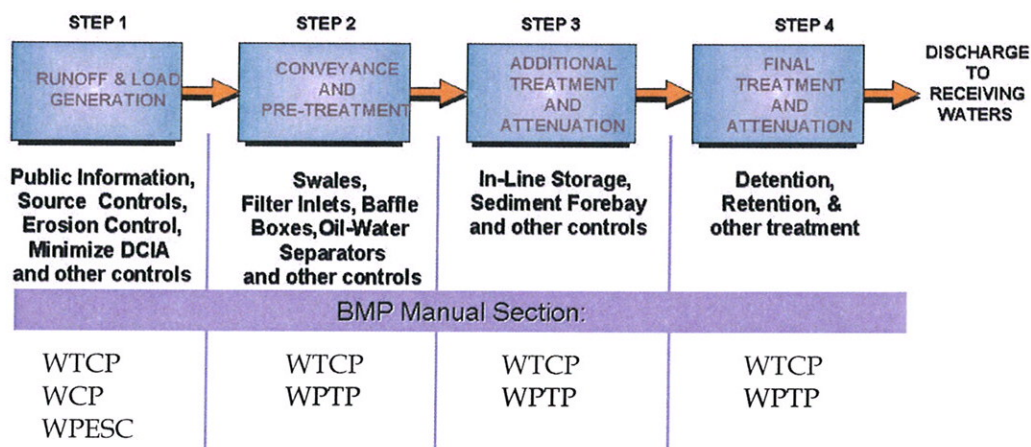 STEP 1
RUNOFF & LOAD
GENERATION
Public Information,
Source Controls,
Erosion Control,
Minimize DCIA
and other controls
STEP 2
CONVEYANCE
AND
PRE-TREATMENT
Swales,
Filter Inlets, Baffle
Boxes,Oil-Water
Separators
and other controls
STEP 3
ADDITIONAL
TREATMENT
AND
ATTENUATION
In-Line Storage,
Sediment Forebay
and other controls
STEP 4
FINAL
TREATMENT
AND
ATTENUATION
Detention,
Retention, &
other treatment
DISCHARGE
TO
RECEIVING
WATERS
BMP Manual Section:
WTCP
WCP
WPESC
WTCP
WPTP
WTCP
WPTP
WTCP
WPTP